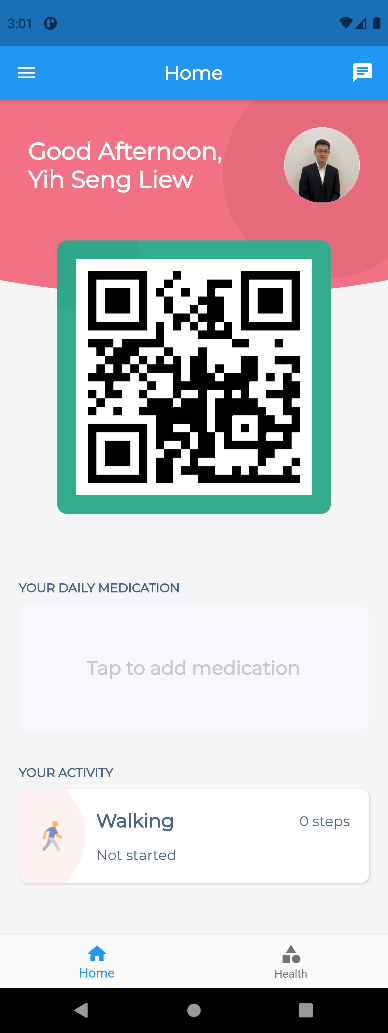 3:01
Home
Good Afternoon,
Yih Seng Liew
YOUR DAILY MEDICATION
Tap to add medication
YOUR ACTIVITY
Walking
0 steps
Not started
Home
Health